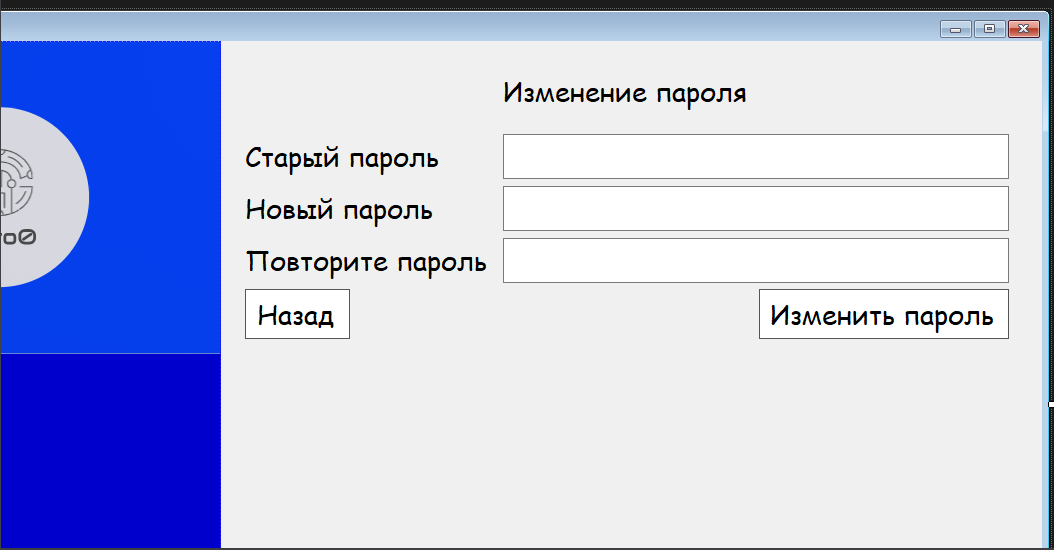 Изменение пароля
Старый пароль
Новый пароль
Повторите пароль
Назад
Изменить пароль